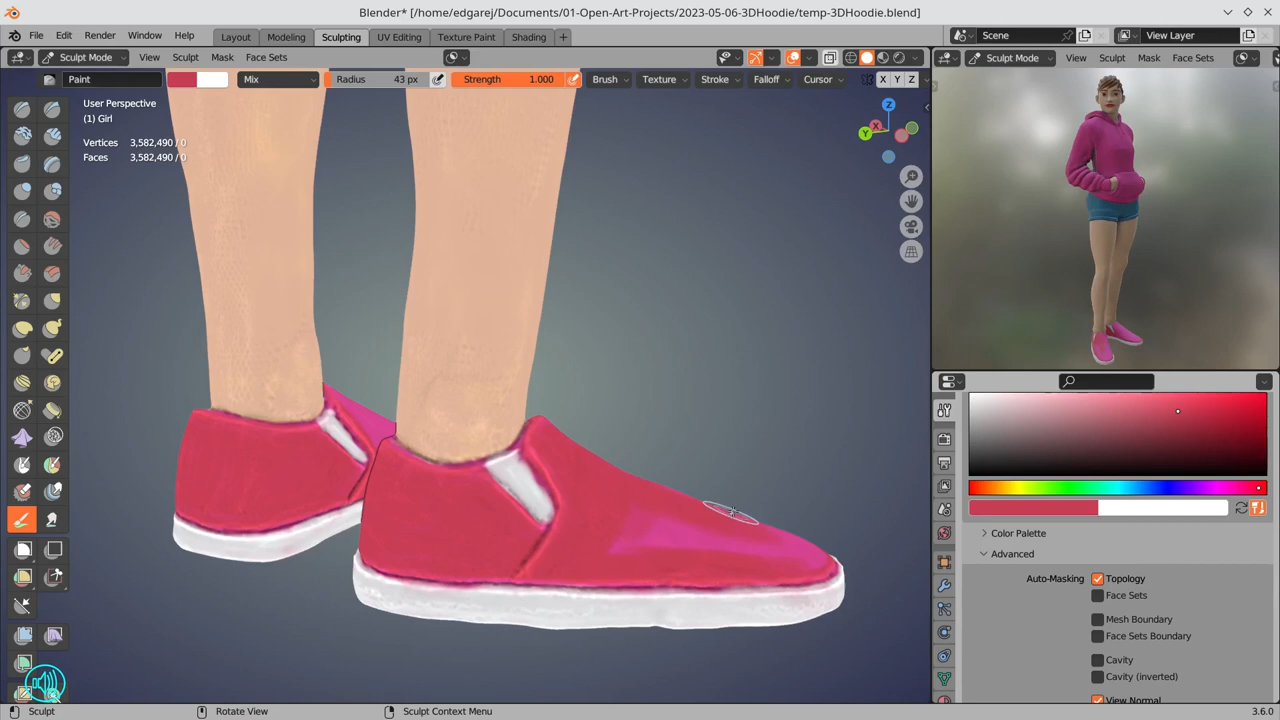 Blender* [/home/edgarej/Documents/01-Open-Art-Projects/2023-05-06-3DHoodie/temp-3DHoodie.blend]
File Edit Render Window Help Layout Modeling Sculpting UV Editing Texture Paint Shading + Scene View Layer
Sculpt Mode View Sculpt Mask Face Sets Sculpt Mode View Sculpt Mask Face Sets
Paint Mix Radius 43 px Strength 1.000 Brush Texture Stroke Falloff Cursor X Y Z
User Perspective
(1) Girl
Vertices 3,582,490 / 0
Faces 3,582,490 / 0
Z
X
Y
Color Palette
Advanced
Auto-Masking Topology
Face Sets
Mesh Boundary
Face Sets Boundary
Cavity
Cavity (inverted)
View Normal
Sculpt Rotate View Sculpt Context Menu 3.6.0